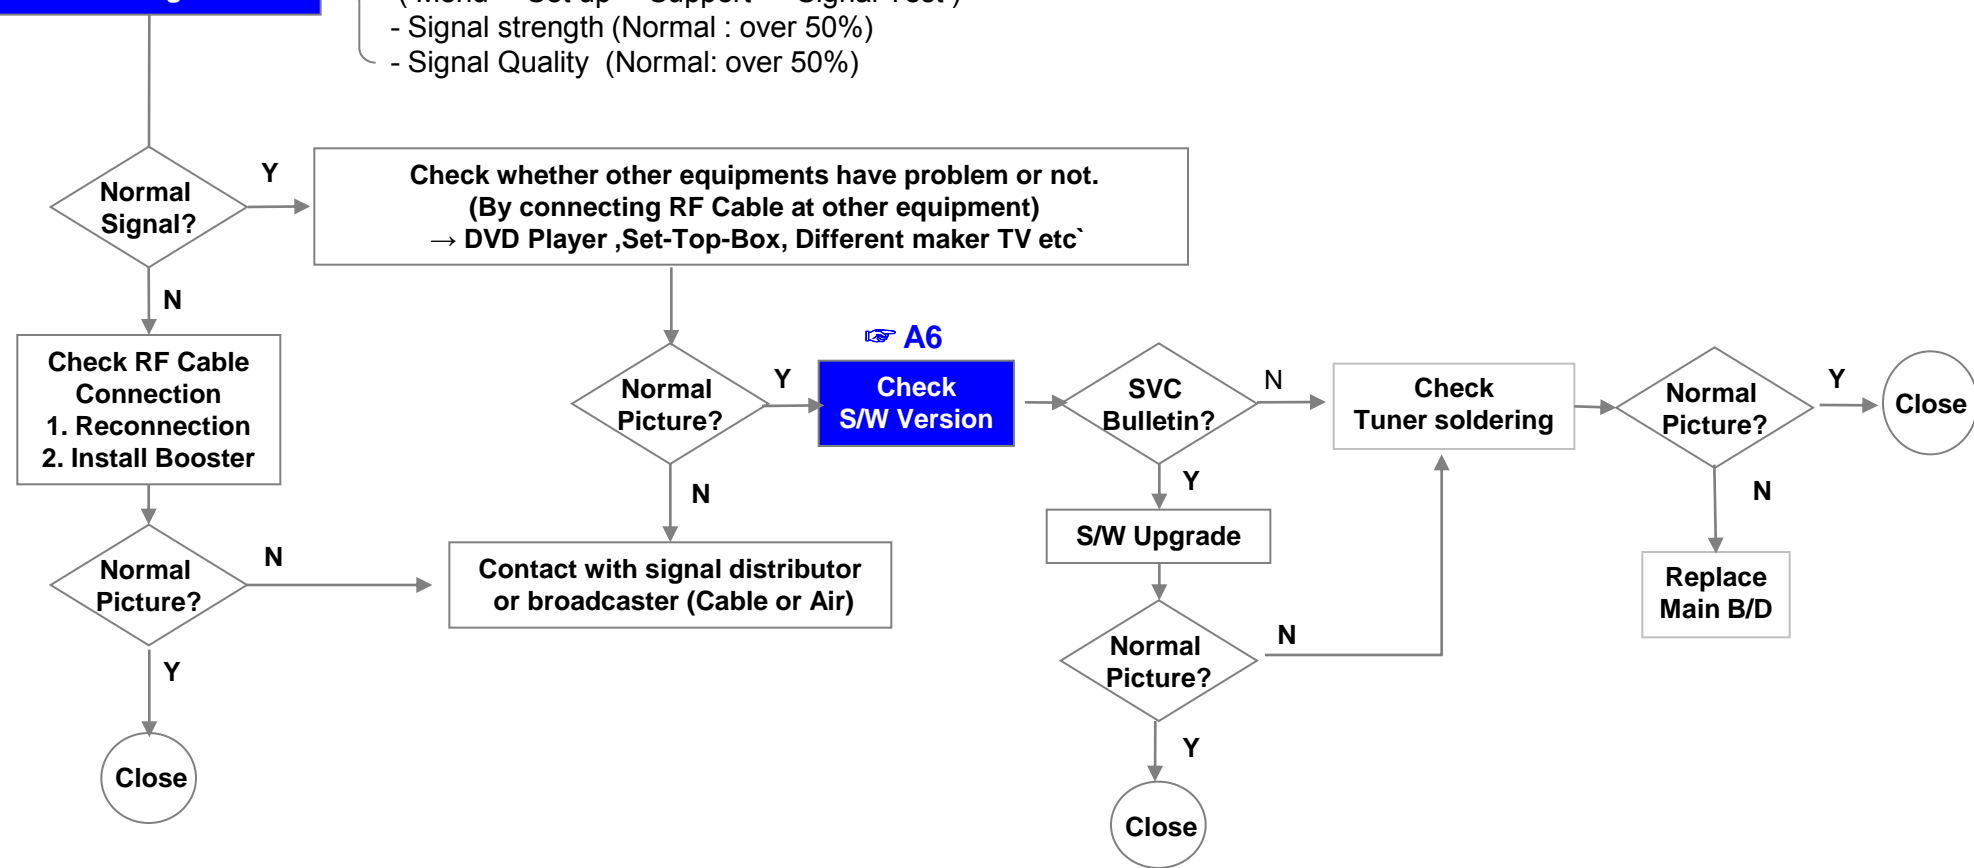 - Signal strength (Normal : over 50%)
- Signal Quality (Normal: over 50%)
Normal
Signal?
Y
Check whether other equipments have problem or not.
(By connecting RF Cable at other equipment)
→ DVD Player ,Set-Top-Box, Different maker TV etc`
N
Check RF Cable
Connection
1. Reconnection
2. Install Booster
Normal
Picture?
N
Y
Close
Normal
Picture?
Y
N
Contact with signal distributor
or broadcaster (Cable or Air)
☞ A6
Check
S/W Version
SVC
Bulletin?
N
Y
S/W Upgrade
Normal
Picture?
N
Y
Close
Check
Tuner soldering
Normal
Picture?
Y
Close
N
Replace
Main B/D